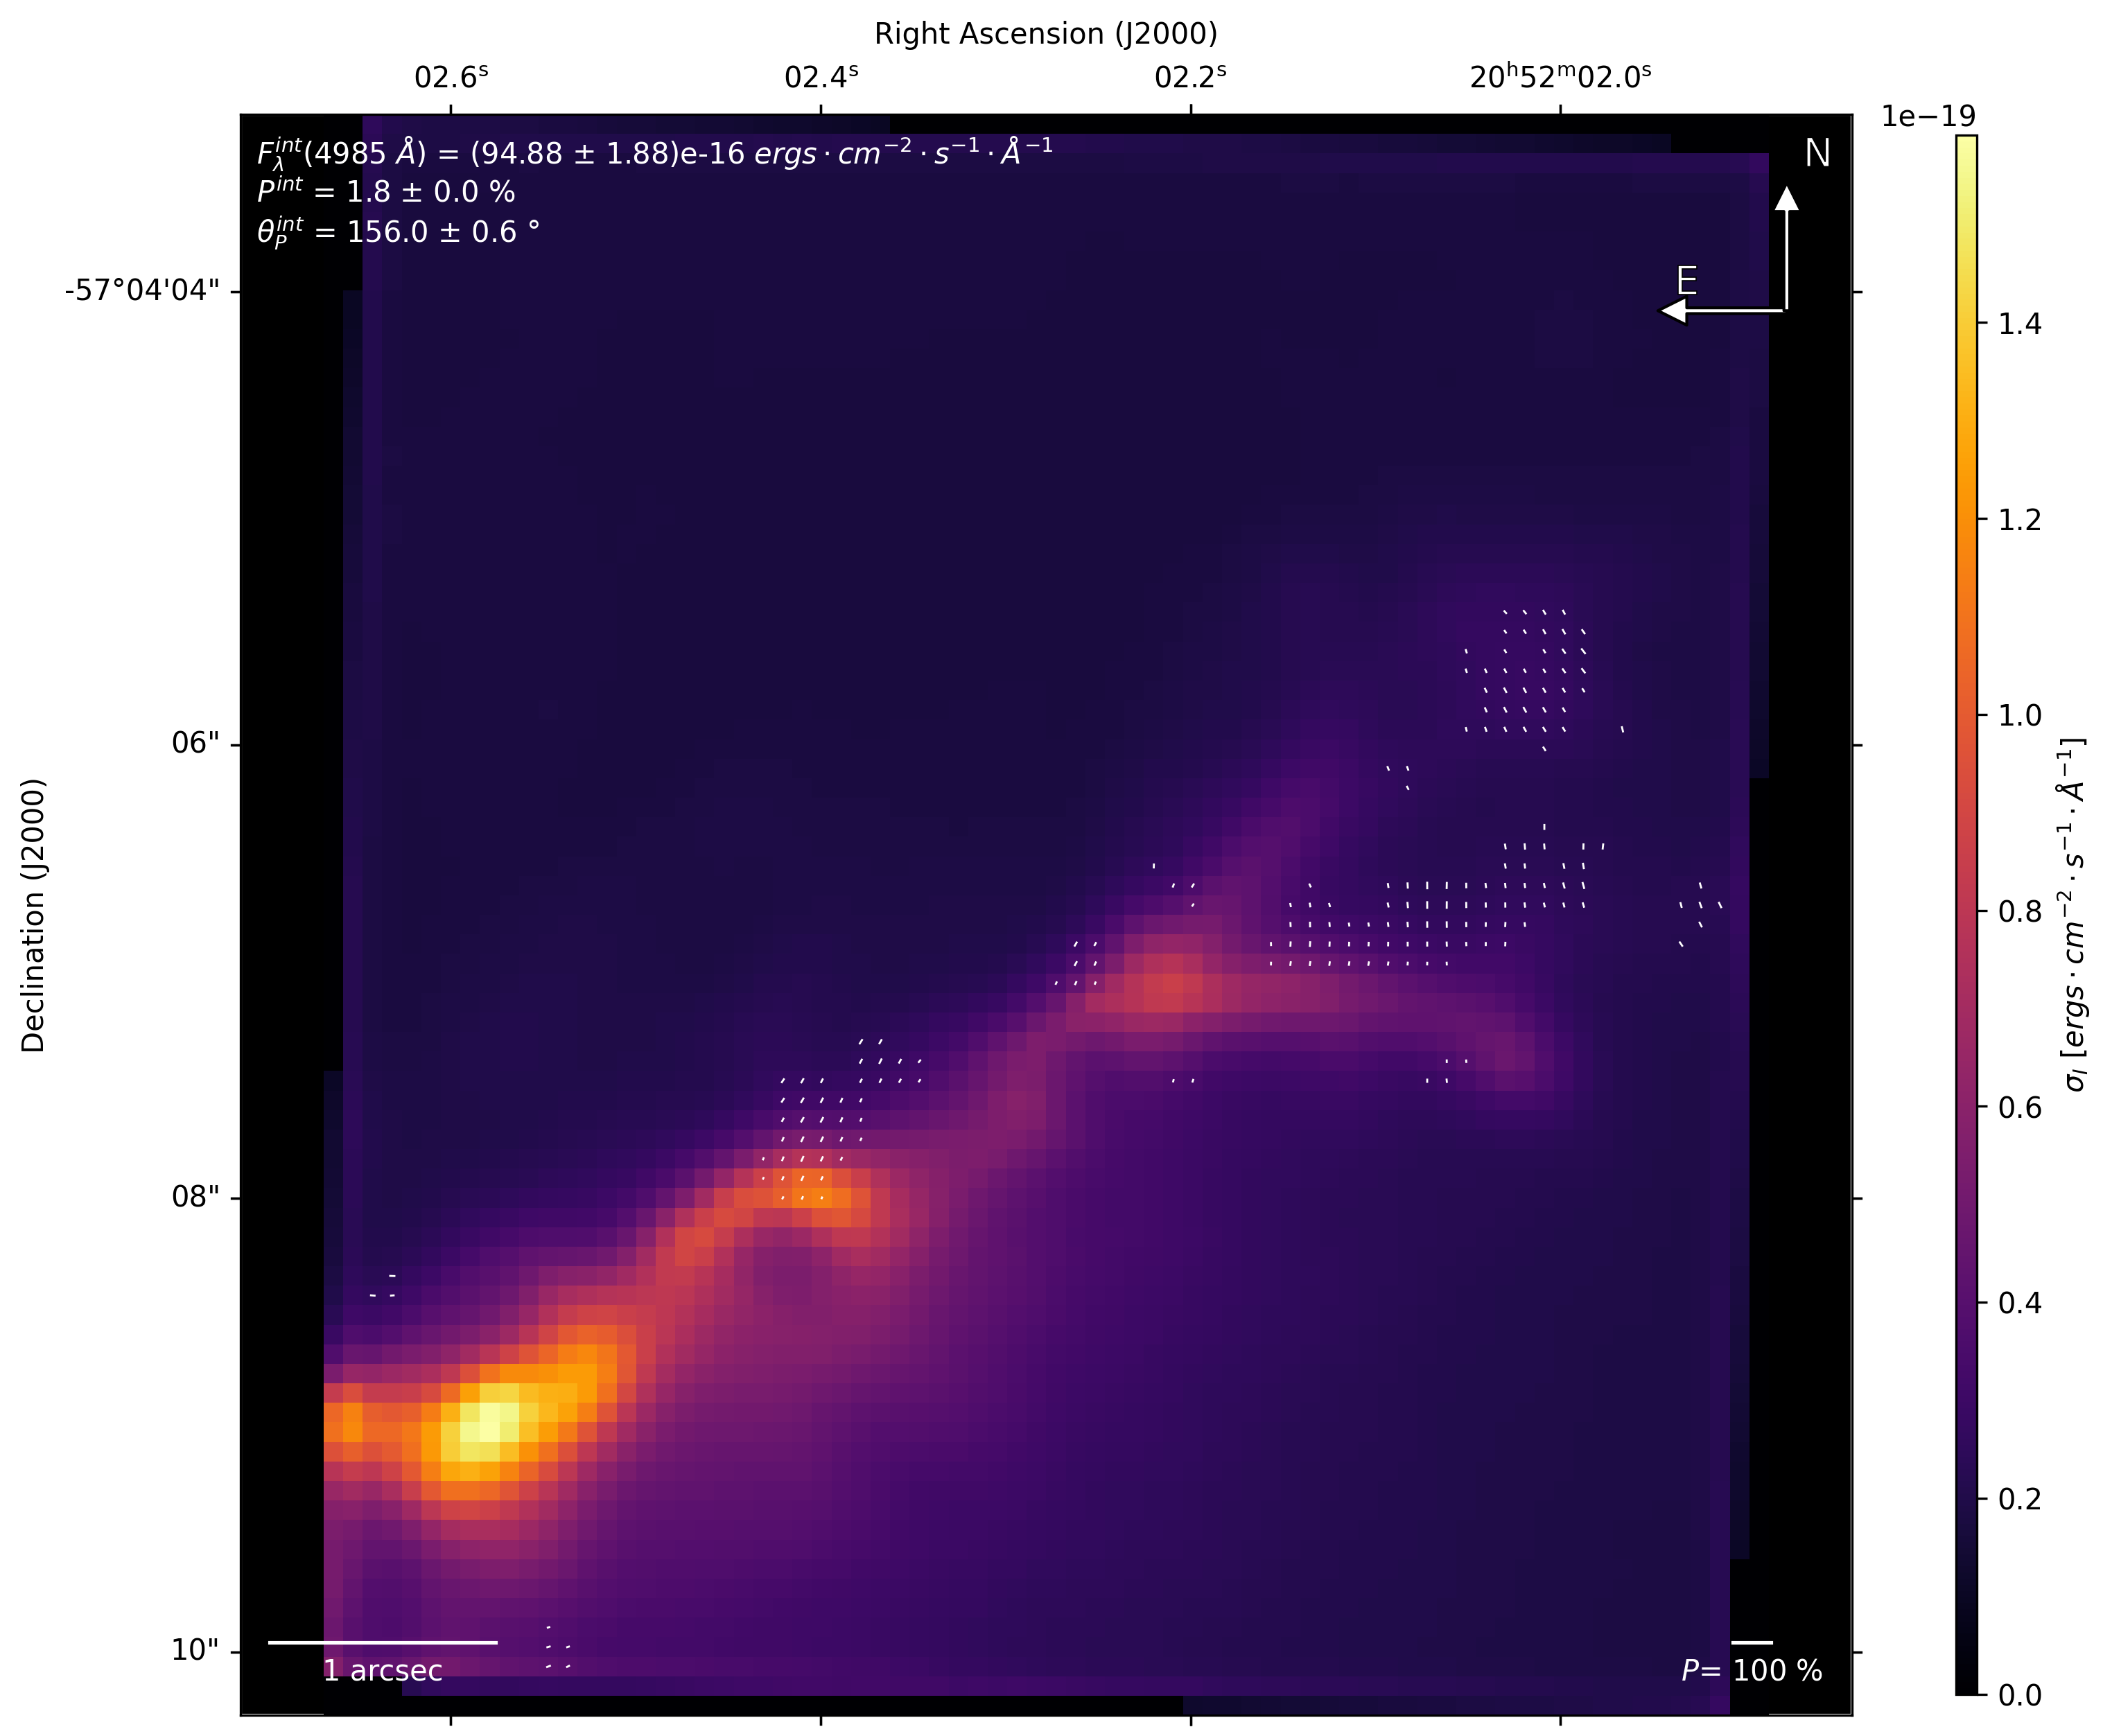 Right Ascension (J2000)
02.6ˢ 02.4ˢ 02.2ˢ 20ʰ52ᵐ02.0ˢ
1e−19
F_λ^{int}(4985 Å) = (94.88 ± 1.88)e-16 ergs · cm⁻² · s⁻¹ · Å⁻¹
P^{int} = 1.8 ± 0.0 %
θ_P^{int} = 156.0 ± 0.6 °
N
E
-57°04'04"
06"
08"
10"
Declination (J2000)
1 arcsec
P= 100 %
1.4
1.2
1.0
0.8
0.6
0.4
0.2
0.0
σ_I [ergs · cm⁻² · s⁻¹ · Å⁻¹]